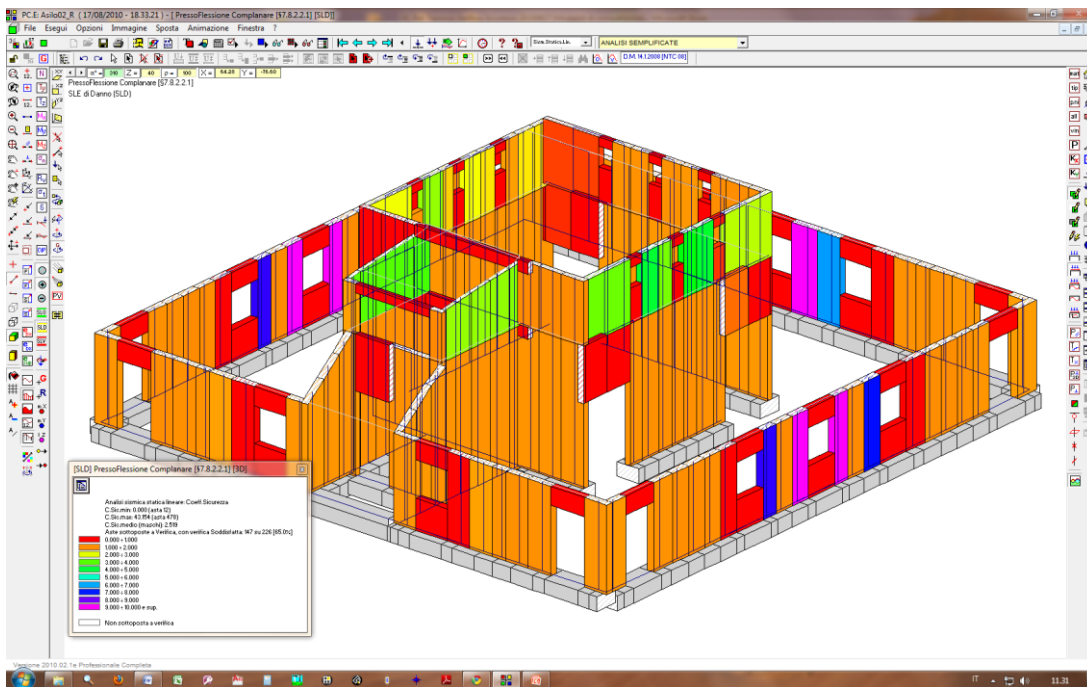 PC.E: Asilo02_R ( 17/08/2010 - 18.33.21 ) - [ PressoFlessione Complanare [§7.8.2.2.1] [SLD]]
File Esegui Opzioni Immagine Sposta Animazione Finestra ?
ANALISI SEMPLIFICATE
D.M. 14.1.2008 [NTC-08]
n° = 310 Z = 40 X = Y =
PressoFlessione Complanare [§7.8.2.2.1]
SLE di Danno (SLD)
[SLD] PressoFlessione Complanare [§7.8.2.2.1] [3D]
Analisi sismica statica lineare: Coeff.Sicurezza
C.Sic.min: 0.000 (asta 12)
C.Sic.max: 43.154 (asta 479)
C.Sic.medio (maschi): 2.519
Aste sottoposte a Verifica, con verifica Soddisfatta: 147 su 226 [65.0%]
0.000 ÷ 1.000
1.000 ÷ 2.000
2.000 ÷ 3.000
3.000 ÷ 4.000
4.000 ÷ 5.000
5.000 ÷ 6.000
6.000 ÷ 7.000
7.000 ÷ 8.000
8.000 ÷ 9.000
9.000 ÷ 10.000 e sup.
Non sottoposta a verifica
Versione 2010.02.1e Professionale Completa
IT
11.31